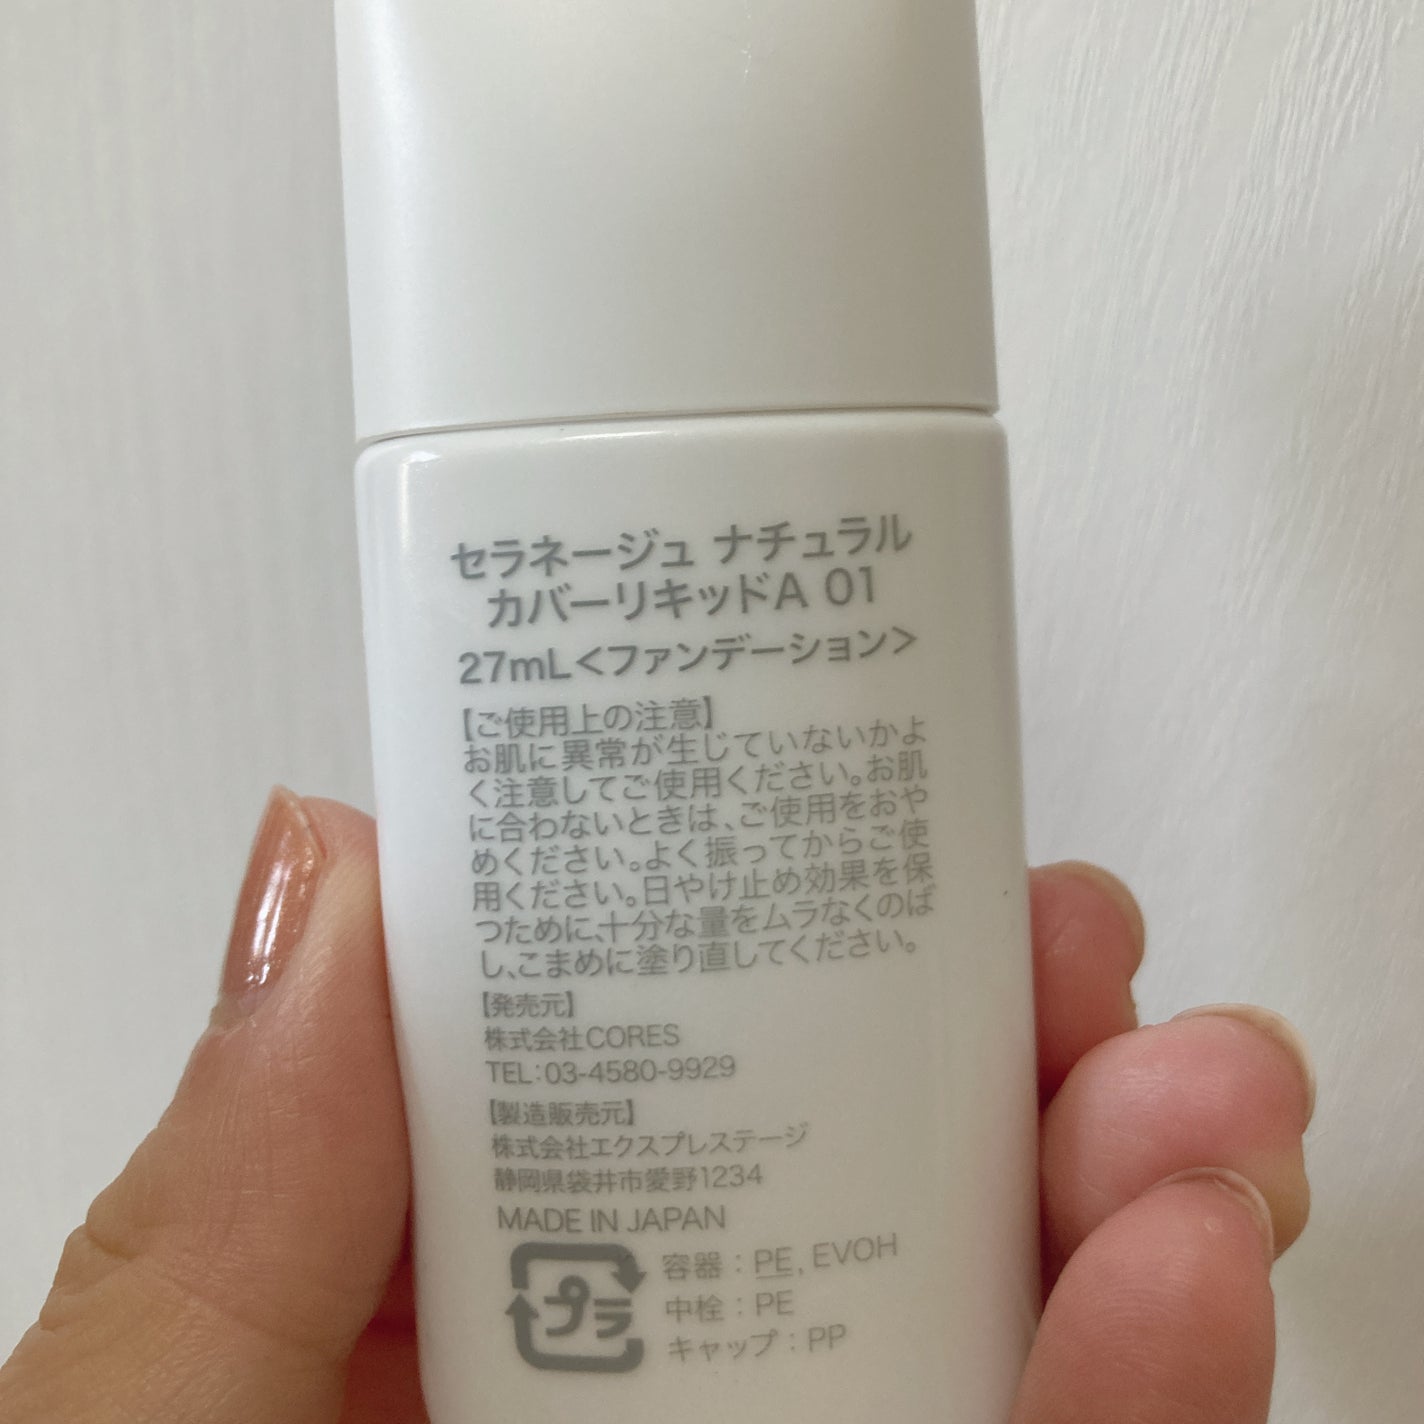 セラネージュ ナチュラル
カバーリキッドA 01
27mL<ファンデーション>
【ご使用上の注意】
お肌に異常が生じていないかよ
く注意してご使用ください。お肌
に合わないときは、ご使用をおや
めください。よく振ってからご使
用ください。日やけ止め効果を保
つために、十分な量をムラなくのば
し、こまめに塗り直してください。
【発売元】
株式会社CORES
TEL:03-4580-9929
【製造販売元】
株式会社エクスプレステージ
静岡県袋井市愛野1234
MADE IN JAPAN
プラ
容器：PE, EVOH
中栓：PE
キャップ：PP